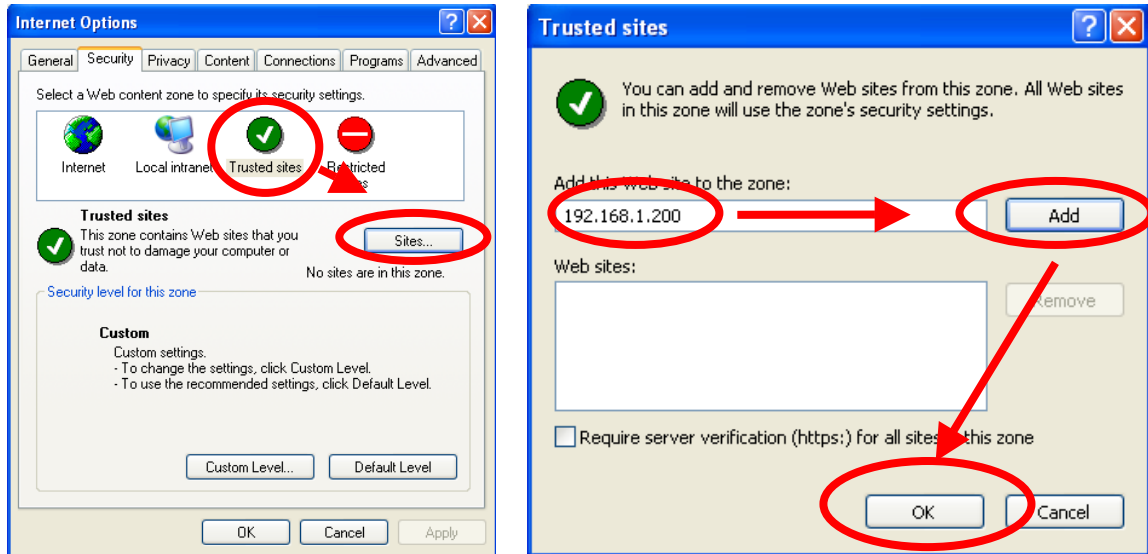 Internet Options
General Security Privacy Content Connections Programs Advanced
Select a Web content zone to specify its security settings.
Internet Local intranet Trusted sites Restricted
Trusted sites
This zone contains Web sites that you
trust not to damage your computer or
data.
Sites...
No sites are in this zone.
Security level for this zone
Custom
Custom settings.
- To change the settings, click Custom Level.
- To use the recommended settings, click Default Level.
Custom Level... Default Level
OK Cancel Apply
Trusted sites
You can add and remove Web sites from this zone. All Web sites
in this zone will use the zone's security settings.
Add this Web site to the zone:
192.168.1.200
Add
Web sites:
Remove
Require server verification (https:) for all sites in this zone
OK Cancel